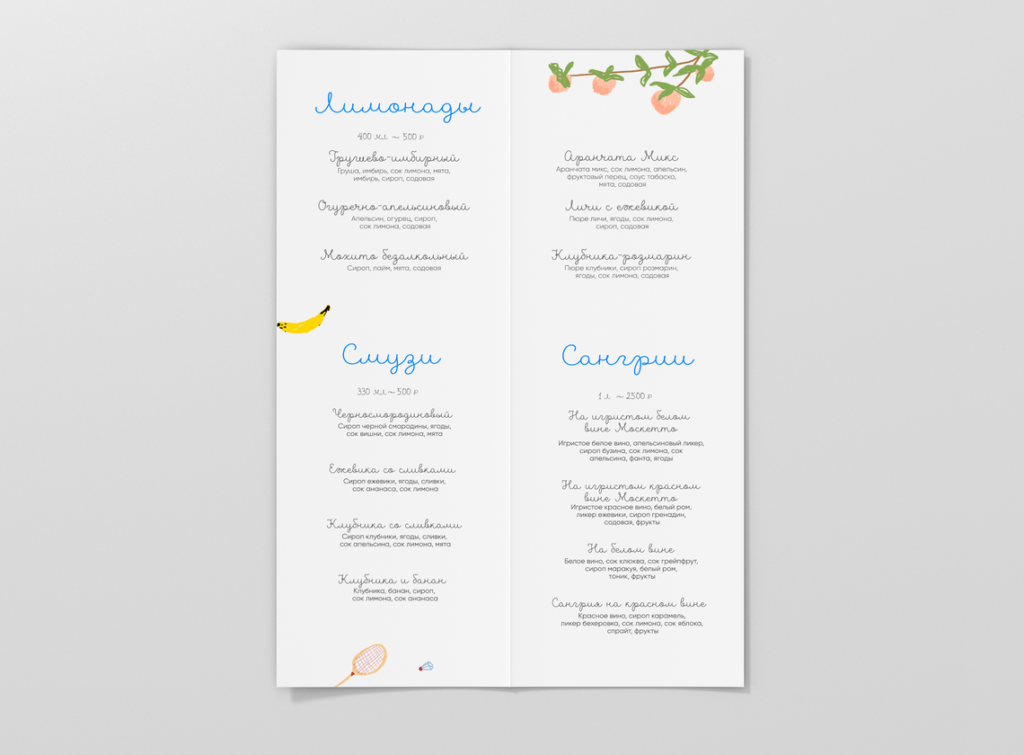 Лимонады
400 мл. ~ 500 ₽
Грушево-имбирный
Груша, имбирь, сок лимона, мята,
имбирь, сироп, содовая
Огуречно-апельсиновый
Апельсин, огурец, сироп,
сок лимона, содовая
Мохито безалкольный
Сироп, лайм, мята, содовая
Аранчата Микс
Аранчата микс, сок лимона, апельсин,
фруктовый перец, соус табаско,
мята, содовая
Личи с ежевикой
Пюре личи, ягоды, сок лимона,
сироп, содовая
Клубника-розмарин
Пюре клубники, сироп розмарин,
ягоды, сок лимона, содовая
Смузи
330 мл.~ 500 ₽
Черносмородиновый
Сироп черной смородины, ягоды,
сок вишни, сок лимона, мята
Ежевика со сливками
Сироп ежевики, ягоды, сливки,
сок ананаса, сок лимона
Клубника со сливками
Сироп клубники, ягоды, сливки,
сок апельсина, сок лимона, мята
Клубника и банан
Клубника, банан, сироп,
сок лимона, сок ананаса
Сангрии
1 л. ~ 2500 ₽
На игристом белом
вине Москетто
Игристое белое вино, апельсиновый ликер,
сироп бузина, сок лимона, сок
апельсина, фанта, ягоды
На игристом красном
вине Москетто
Игристое красное вино, белый ром,
ликер ежевики, сироп гренадин,
содовая, фрукты
На белом вине
Белое вино, сок клюква, сок грейпфрут,
сироп маракуя, белый ром,
тоник, фрукты
Сангрия на красном вине
Красное вино, сироп карамель,
ликер бехеровка, сок лимона, сок яблока,
спрайт, фрукты